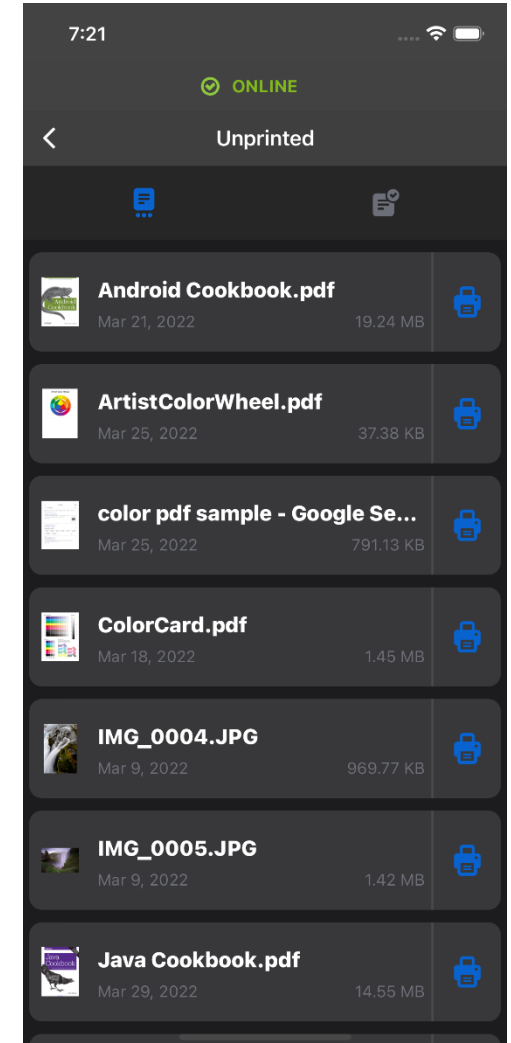 7:21
ONLINE
Unprinted
Android Cookbook.pdf
Mar 21, 2022 19.24 MB
ArtistColorWheel.pdf
Mar 25, 2022 37.38 KB
color pdf sample - Google Se...
Mar 25, 2022 791.13 KB
ColorCard.pdf
Mar 18, 2022 1.45 MB
IMG_0004.JPG
Mar 9, 2022 969.77 KB
IMG_0005.JPG
Mar 9, 2022 1.42 MB
Java Cookbook
Java Cookbook.pdf
Mar 29, 2022 14.55 MB